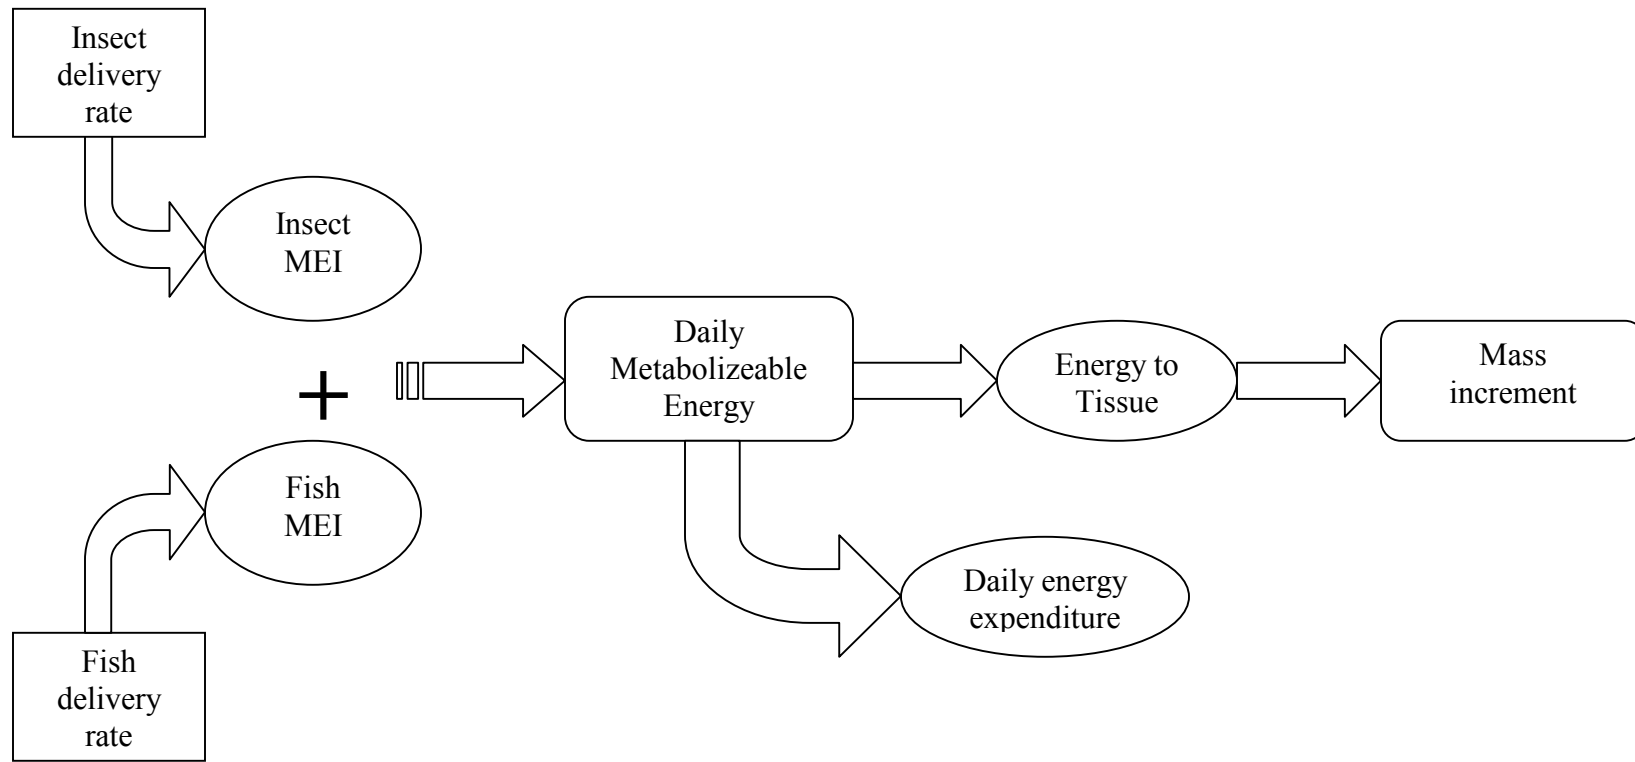 Insect
delivery
rate
Insect
MEI
+
Fish
MEI
Fish
delivery
rate
Daily
Metabolizeable
Energy
Energy to
Tissue
Mass
increment
Daily energy
expenditure